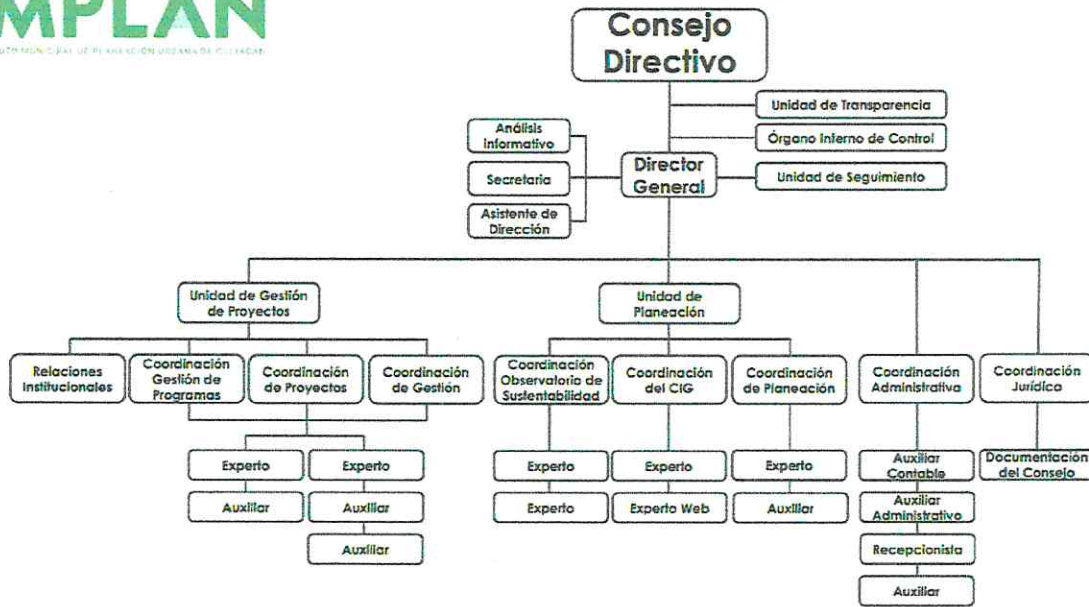 MPLAN
Consejo
Directivo
Unidad de Transparencia
Órgano Interno de Control
Análisis
Informativo
Director
General
Unidad de Seguimiento
Secretaria
Asistente de
Dirección
Unidad de Gestión
de Proyectos
Unidad de
Planeación
Relaciones
Institucionales
Coordinación
Gestión de
Programas
Coordinación
de Proyectos
Coordinación
de Gestión
Coordinación
Observatorio de
Sustentabilidad
Coordinación
del CIG
Coordinación
de Planeación
Coordinación
Administrativa
Coordinación
Jurídica
Experto
Experto
Experto
Experto
Experto
Auxiliar
Contable
Documentación
del Consejo
Auxiliar
Auxiliar
Experto
Experto Web
Auxiliar
Auxiliar
Administrativo
Auxiliar
Recepcionista
Auxiliar